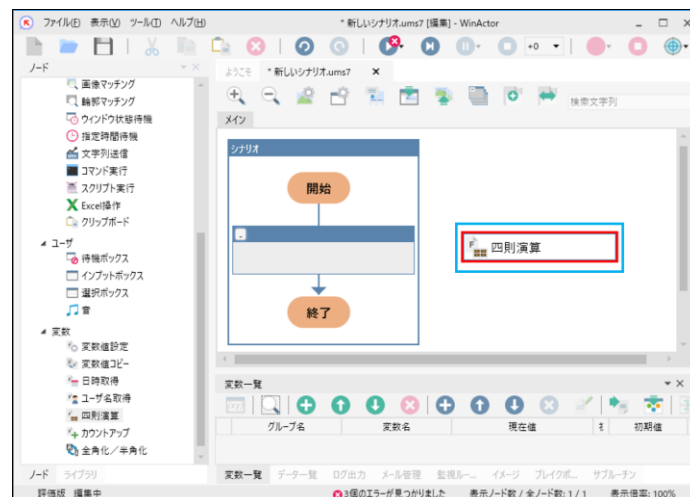 ファイル(F) 表示(V) ツール(T) ヘルプ(H)
* 新しいシナリオ.ums7 [編集] - WinActor
+0
ノード
画像マッチング
輪郭マッチング
ウィンドウ状態待機
指定時間待機
文字列送信
コマンド実行
スクリプト実行
Excel操作
クリップボード
ユーザ
待機ボックス
インプットボックス
選択ボックス
音
変数
変数値設定
変数値コピー
日時取得
ユーザ名取得
四則演算
カウントアップ
全角化/半角化
ノード ライブラリ
ようこそ * 新しいシナリオ.ums7
検索文字列
メイン
シナリオ
開始
終了
四則演算
変数一覧
グループ名 変数名 現在値 初期値
変数一覧 データ一覧 ログ出力 メール管理 監視ルー... イメージ ブレイクポ... サブルーチン
評価版 編集中
3個のエラーが見つかりました 表示ノード数 / 全ノード数: 1 / 1 表示倍率: 100%